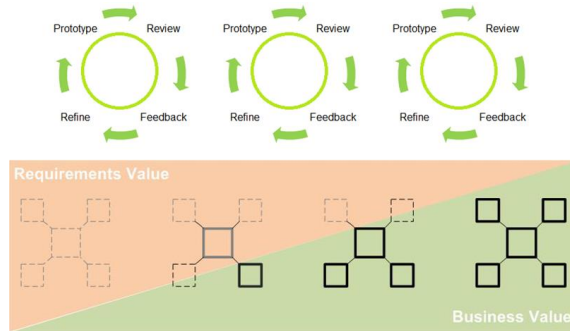 Prototype Review
Refine Feedback
Prototype Review
Refine Feedback
Prototype Review
Refine Feedback
Requirements Value
Business Value